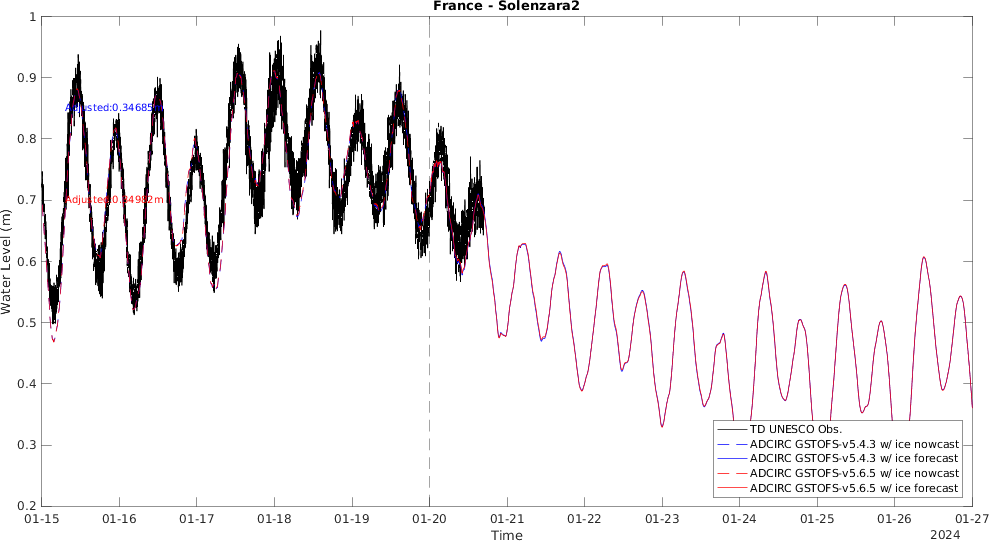 France - Solenzara2
1
0.9
0.8
0.7
0.6
0.5
0.4
0.3
0.2
Water Level (m)
Adjusted:0.34685m
Adjusted:0.34982m
TD UNESCO Obs.
ADCIRC GSTOFS-v5.4.3 w/ ice nowcast
ADCIRC GSTOFS-v5.4.3 w/ ice forecast
ADCIRC GSTOFS-v5.6.5 w/ ice nowcast
ADCIRC GSTOFS-v5.6.5 w/ ice forecast
01-15 01-16 01-17 01-18 01-19 01-20 01-21 01-22 01-23 01-24 01-25 01-26 01-27
Time
2024